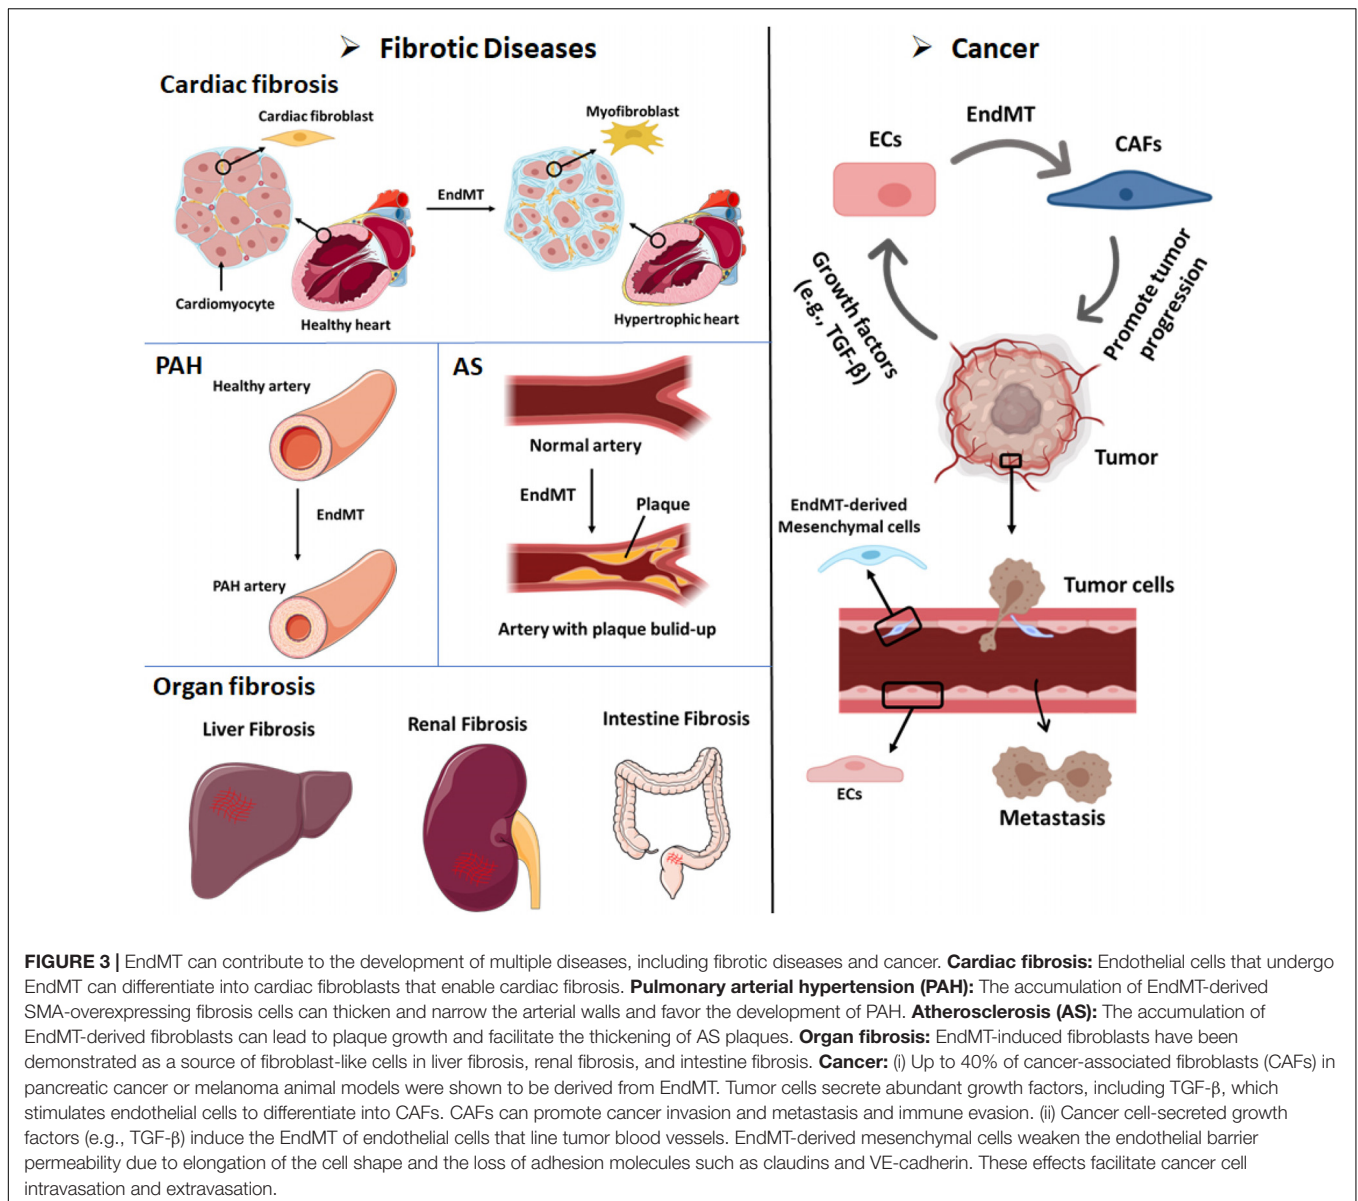 ➢ Fibrotic Diseases
Cardiac fibrosis
Cardiac fibroblast
Myofibroblast
EndMT
Cardiomyocyte
Healthy heart
Hypertrophic heart
PAH
Healthy artery
EndMT
PAH artery
AS
Normal artery
EndMT
Plaque
Artery with plaque bulid-up
Organ fibrosis
Liver Fibrosis
Renal Fibrosis
Intestine Fibrosis
➢ Cancer
EndMT
ECs
CAFs
Growth factors
(e.g., TGF-β)
Promote tumor
progression
Tumor
EndMT-derived
Mesenchymal cells
Tumor cells
ECs
Metastasis
FIGURE 3 | EndMT can contribute to the development of multiple diseases, including fibrotic diseases and cancer. Cardiac fibrosis: Endothelial cells that undergo
EndMT can differentiate into cardiac fibroblasts that enable cardiac fibrosis. Pulmonary arterial hypertension (PAH): The accumulation of EndMT-derived
SMA-overexpressing fibrosis cells can thicken and narrow the arterial walls and favor the development of PAH. Atherosclerosis (AS): The accumulation of
EndMT-derived fibroblasts can lead to plaque growth and facilitate the thickening of AS plaques. Organ fibrosis: EndMT-induced fibroblasts have been
demonstrated as a source of fibroblast-like cells in liver fibrosis, renal fibrosis, and intestine fibrosis. Cancer: (i) Up to 40% of cancer-associated fibroblasts (CAFs) in
pancreatic cancer or melanoma animal models were shown to be derived from EndMT. Tumor cells secrete abundant growth factors, including TGF-β, which
stimulates endothelial cells to differentiate into CAFs. CAFs can promote cancer invasion and metastasis and immune evasion. (ii) Cancer cell-secreted growth
factors (e.g., TGF-β) induce the EndMT of endothelial cells that line tumor blood vessels. EndMT-derived mesenchymal cells weaken the endothelial barrier
permeability due to elongation of the cell shape and the loss of adhesion molecules such as claudins and VE-cadherin. These effects facilitate cancer cell
intravasation and extravasation.